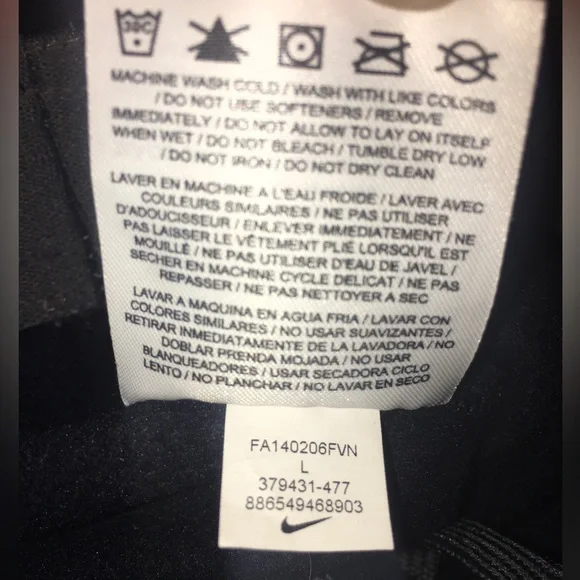 30C
MACHINE WASH COLD / WASH WITH LIKE COLORS
/ DO NOT USE SOFTENERS / REMOVE
IMMEDIATELY / DO NOT ALLOW TO LAY ON ITSELF
WHEN WET / DO NOT BLEACH / TUMBLE DRY LOW
/ DO NOT IRON / DO NOT DRY CLEAN
LAVER EN MACHINE A L'EAU FROIDE / LAVER AVEC
COULEURS SIMILAIRES / NE PAS UTILISER
D'ADOUCISSEUR / ENLEVER IMMEDIATEMENT / NE
PAS LAISSER LE VÊTEMENT PLIE LORSQU'IL EST
MOUILLÉ / NE PAS UTILISER D'EAU DE JAVEL /
SECHER EN MACHINE CYCLE DELICAT / NE PAS
REPASSER / NE PAS NETTOYER A SEC
LAVAR A MAQUINA EN AGUA FRIA / LAVAR CON
COLORES SIMILARES / NO USAR SUAVIZANTES /
RETIRAR INMEDIATAMENTE DE LA LAVADORA / NO
DOBLAR PRENDA MOJADA / NO USAR
BLANQUEADORES / USAR SECADORA CICLO
LENTO / NO PLANCHAR / NO LAVAR EN SECO
FA140206FVN
L
379431-477
886549468903